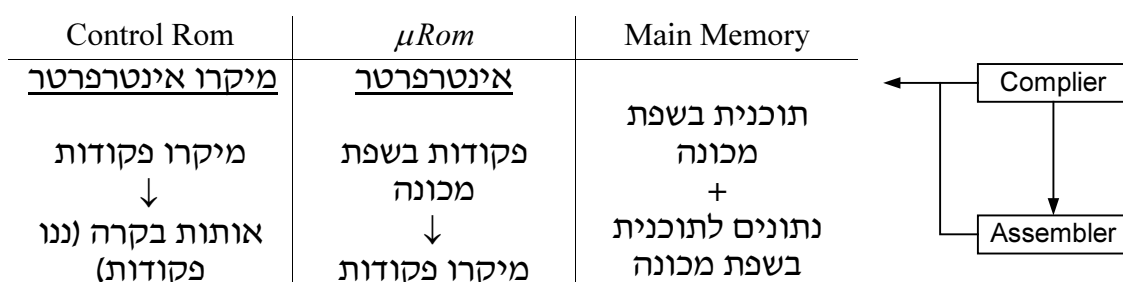 Control Rom
μRom
Main Memory
מיקרו אינטרפרטר
מיקרו פקודות
↓
אותות בקרה (ננו
פקודות)
אינטרפרטר
פקודות בשפת
מכונה
↓
מיקרו פקודות
תוכנית בשפת
מכונה
+
נתונים לתוכנית
בשפת מכונה
Complier
Assembler